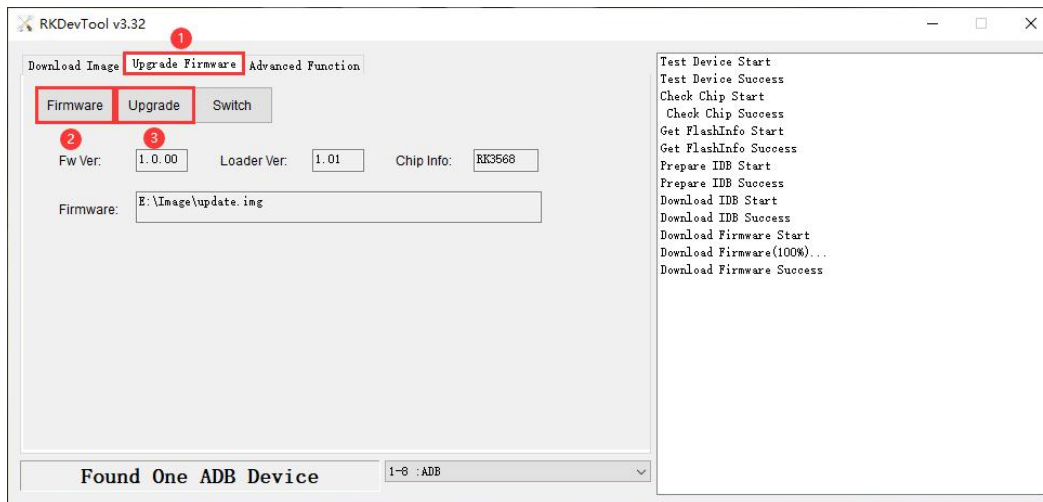 RKDevTool v3.32
1
Download Image Upgrade Firmware Advanced Function
Firmware Upgrade Switch
2 3
Fw Ver: 1.0.00 Loader Ver: 1.01 Chip Info: RK3568
Firmware: E:\Image\update.img
Found One ADB Device
1-8 :ADB
Test Device Start
Test Device Success
Check Chip Start
Check Chip Success
Get FlashInfo Start
Get FlashInfo Success
Prepare IDB Start
Prepare IDB Success
Download IDB Start
Download IDB Success
Download Firmware Start
Download Firmware(100%)...
Download Firmware Success